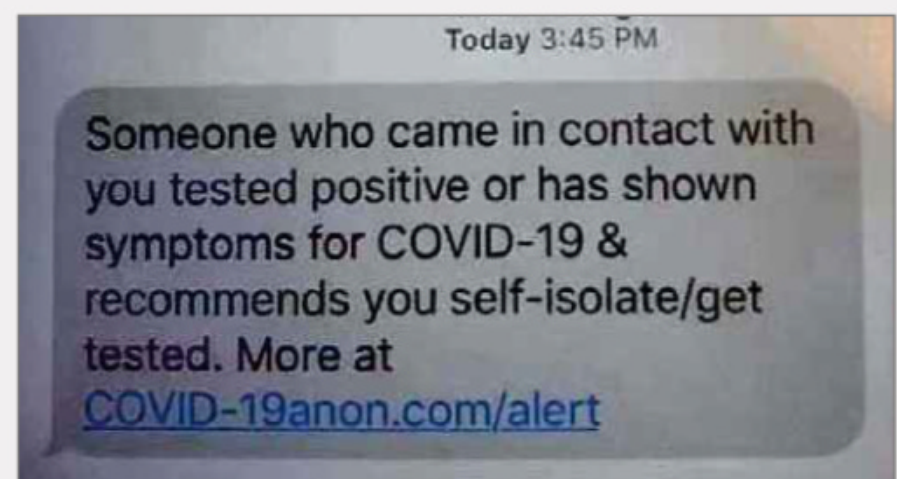 Today 3:45 PM
Someone who came in contact with
you tested positive or has shown
symptoms for COVID-19 &
recommends you self-isolate/get
tested. More at
COVID-19anon.com/alert